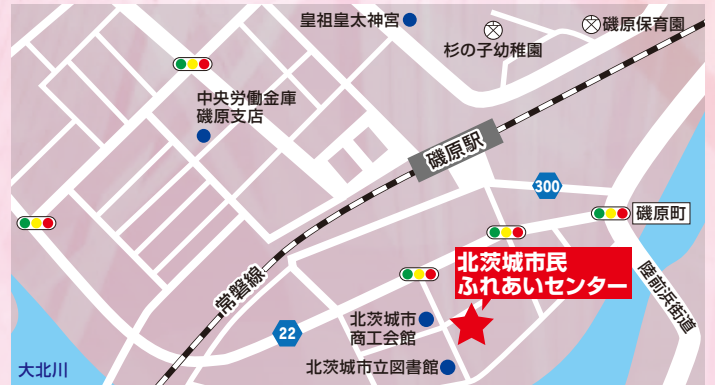 皇祖皇太神宮
杉の子幼稚園
磯原保育園
中央労働金庫
磯原支店
磯原駅
300
磯原町
北茨城市民
ふれあいセンター
常磐線
陸前浜街道
22
北茨城市
商工会館
北茨城市立図書館
大北川